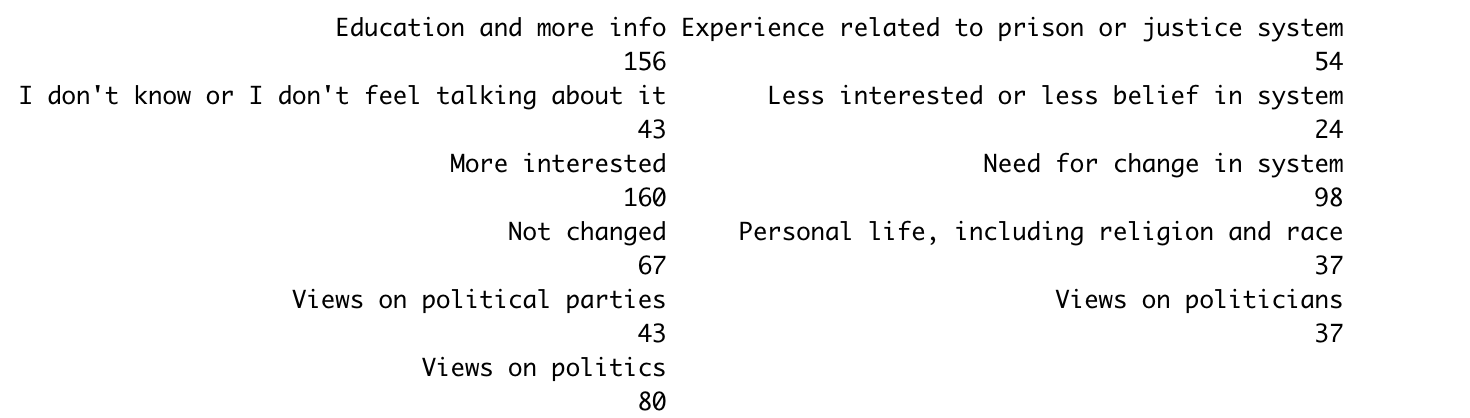 Education and more info Experience related to prison or justice system
156 54
I don't know or I don't feel talking about it Less interested or less belief in system
43 24
More interested Need for change in system
160 98
Not changed Personal life, including religion and race
67 37
Views on political parties Views on politicians
43 37
Views on politics
80